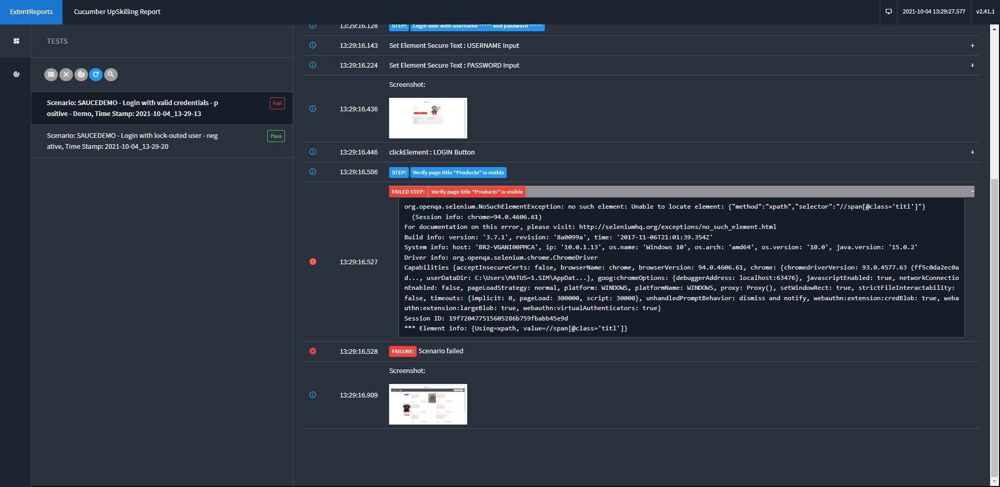 ExtentReports
Cucumber UpSkilling Report
2021-10-04 13:29:27.577
v2.41.1
TESTS
Scenario: SAUCEDEMO - Login with valid credentials - p
ositive - Demo, Time Stamp: 2021-10-04_13-29-13
Fail
Scenario: SAUCEDEMO - Login with lock-outed user - neg
ative, Time Stamp: 2021-10-04_13-29-20
Pass
13:29:16.128 STEP: Login user with username ***** and password *****
13:29:16.143 Set Element Secure Text : USERNAME Input +
13:29:16.224 Set Element Secure Text : PASSWORD Input +
Screenshot:
13:29:16.436
13:29:16.446 clickElement : LOGIN Button +
13:29:16.506 STEP: Verify page title "Products" is visible
FAILED STEP: Verify page title "Products" is visible −
13:29:16.527
org.openqa.selenium.NoSuchElementException: no such element: Unable to locate element: {"method":"xpath","selector":"//span[@class='titl']"}
(Session info: chrome=94.0.4606.61)
For documentation on this error, please visit: http://seleniumhq.org/exceptions/no_such_element.html
Build info: version: '3.7.1', revision: '8a0099a', time: '2017-11-06T21:01:39.354Z'
System info: host: 'BR2-VGANI00PMCA', ip: '10.0.1.13', os.name: 'Windows 10', os.arch: 'amd64', os.version: '10.0', java.version: '15.0.2'
Driver info: org.openqa.selenium.chrome.ChromeDriver
Capabilities {acceptInsecureCerts: false, browserName: chrome, browserVersion: 94.0.4606.61, chrome: {chromedriverVersion: 93.0.4577.63 (ff5c0da2ec0a
d..., userDataDir: C:\Users\MATUS~1.SIM\AppDat...}, goog:chromeOptions: {debuggerAddress: localhost:63476}, javascriptEnabled: true, networkConnectio
nEnabled: false, pageLoadStrategy: normal, platform: WINDOWS, platformName: WINDOWS, proxy: Proxy(), setWindowRect: true, strictFileInteractability:
false, timeouts: {implicit: 0, pageLoad: 300000, script: 30000}, unhandledPromptBehavior: dismiss and notify, webauthn:extension:credBlob: true, weba
uthn:extension:largeBlob: true, webauthn:virtualAuthenticators: true}
Session ID: 19f720477515605286b759fbabb45e9d
*** Element info: {Using=xpath, value=//span[@class='titl']}
13:29:16.528 FAILURE: Scenario failed
Screenshot:
13:29:16.909